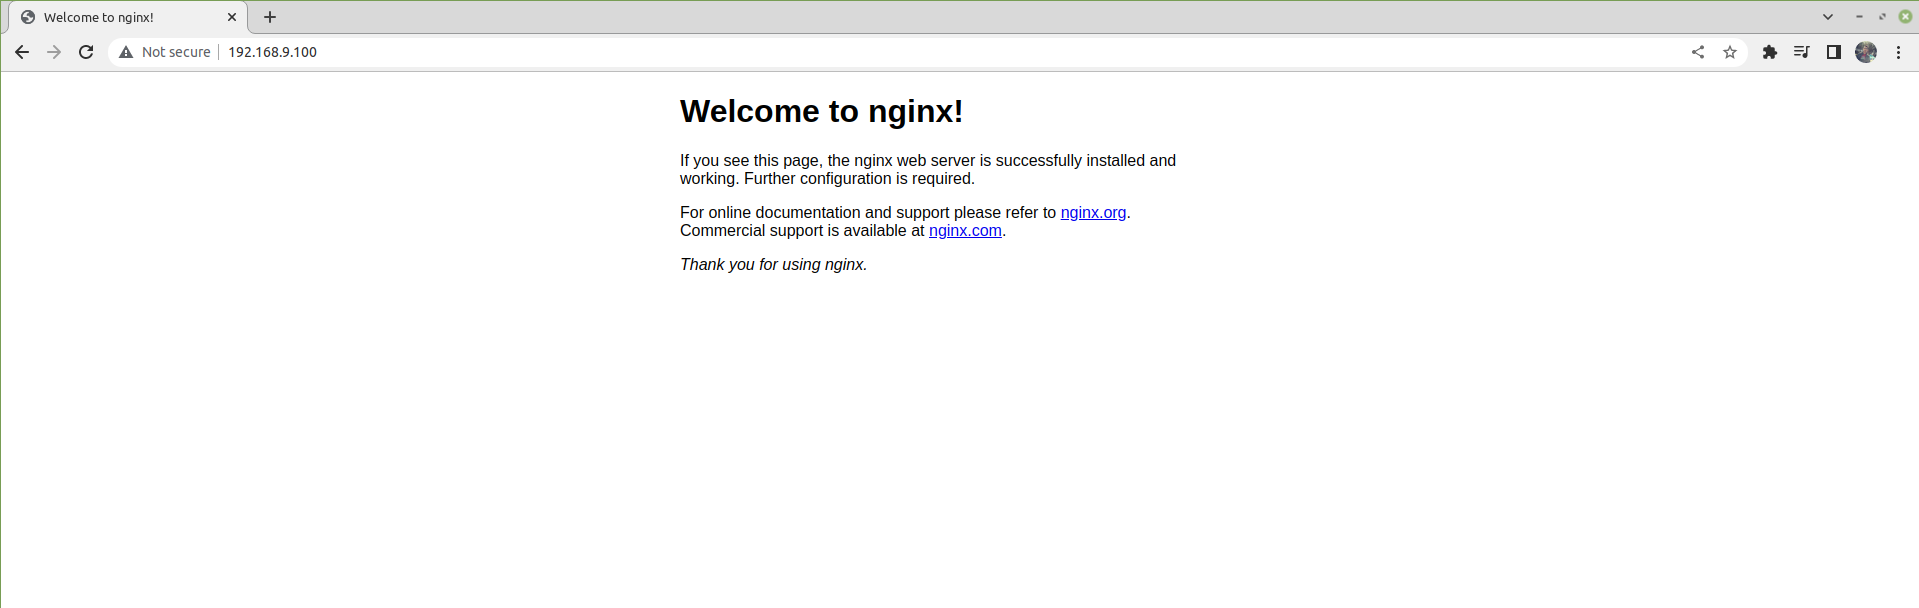 Welcome to nginx!
Not secure
192.168.9.100
Welcome to nginx!
If you see this page, the nginx web server is successfully installed and
working. Further configuration is required.
For online documentation and support please refer to nginx.org.
Commercial support is available at nginx.com.
Thank you for using nginx.